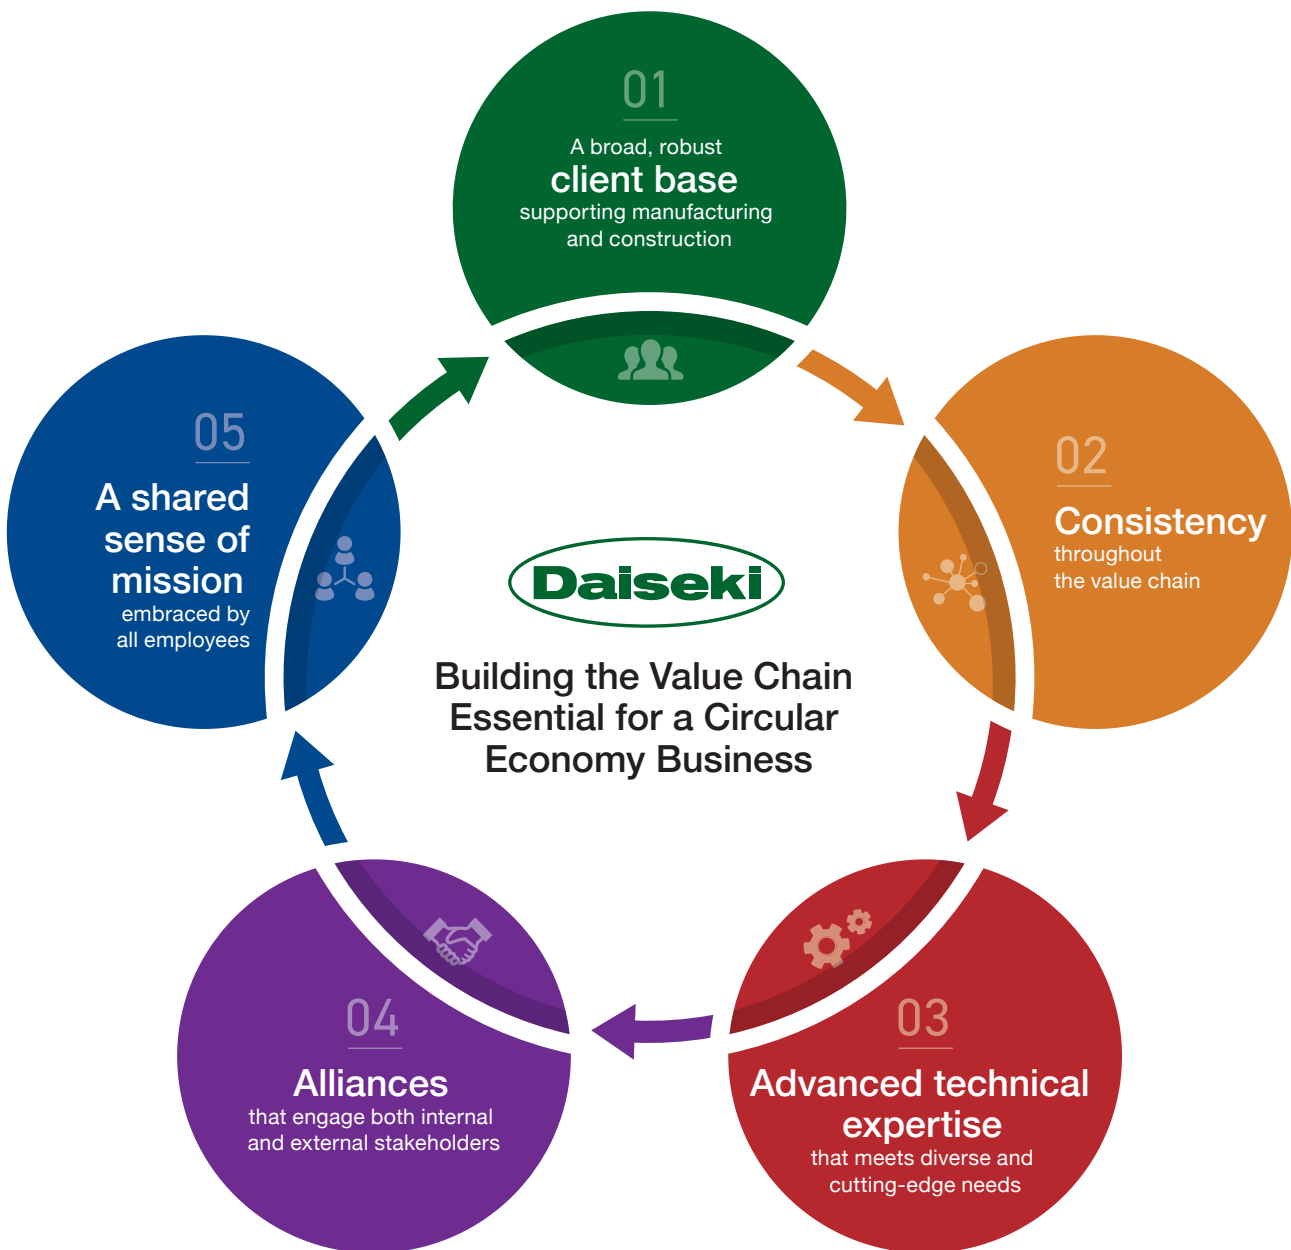 01
A broad, robust
client base
supporting manufacturing
and construction
02
Consistency
throughout
the value chain
03
Advanced technical
expertise
that meets diverse and
cutting-edge needs
04
Alliances
that engage both internal
and external stakeholders
05
A shared
sense of
mission
embraced by
all employees
Daiseki
Building the Value Chain
Essential for a Circular
Economy Business